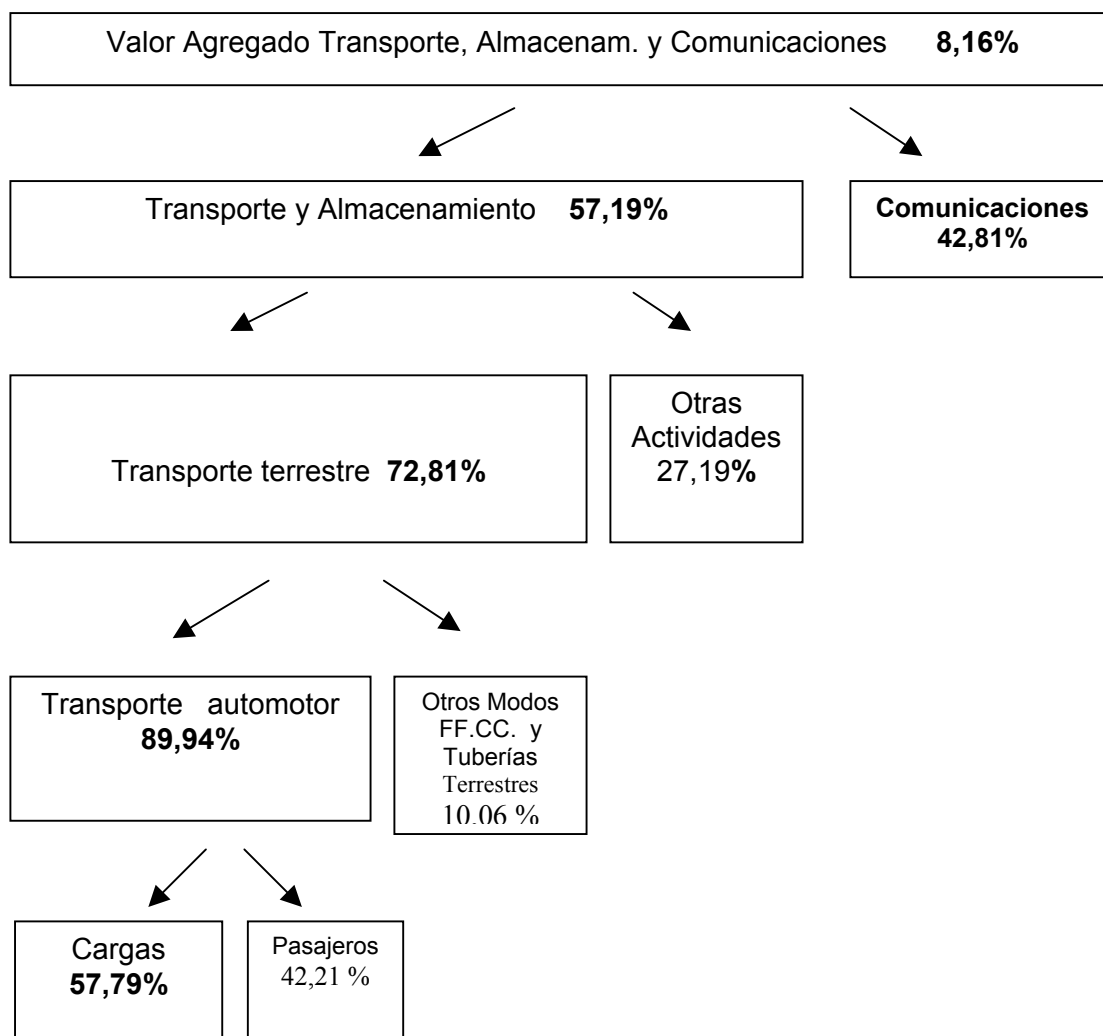 Valor Agregado Transporte, Almacenam. y Comunicaciones 8,16%
Transporte y Almacenamiento 57,19%
Comunicaciones
42,81%
Transporte terrestre 72,81%
Otras
Actividades
27,19%
Transporte automotor
89,94%
Otros Modos
FF.CC. y
Tuberías
Terrestres
10.06 %
Cargas
57,79%
Pasajeros
42,21 %